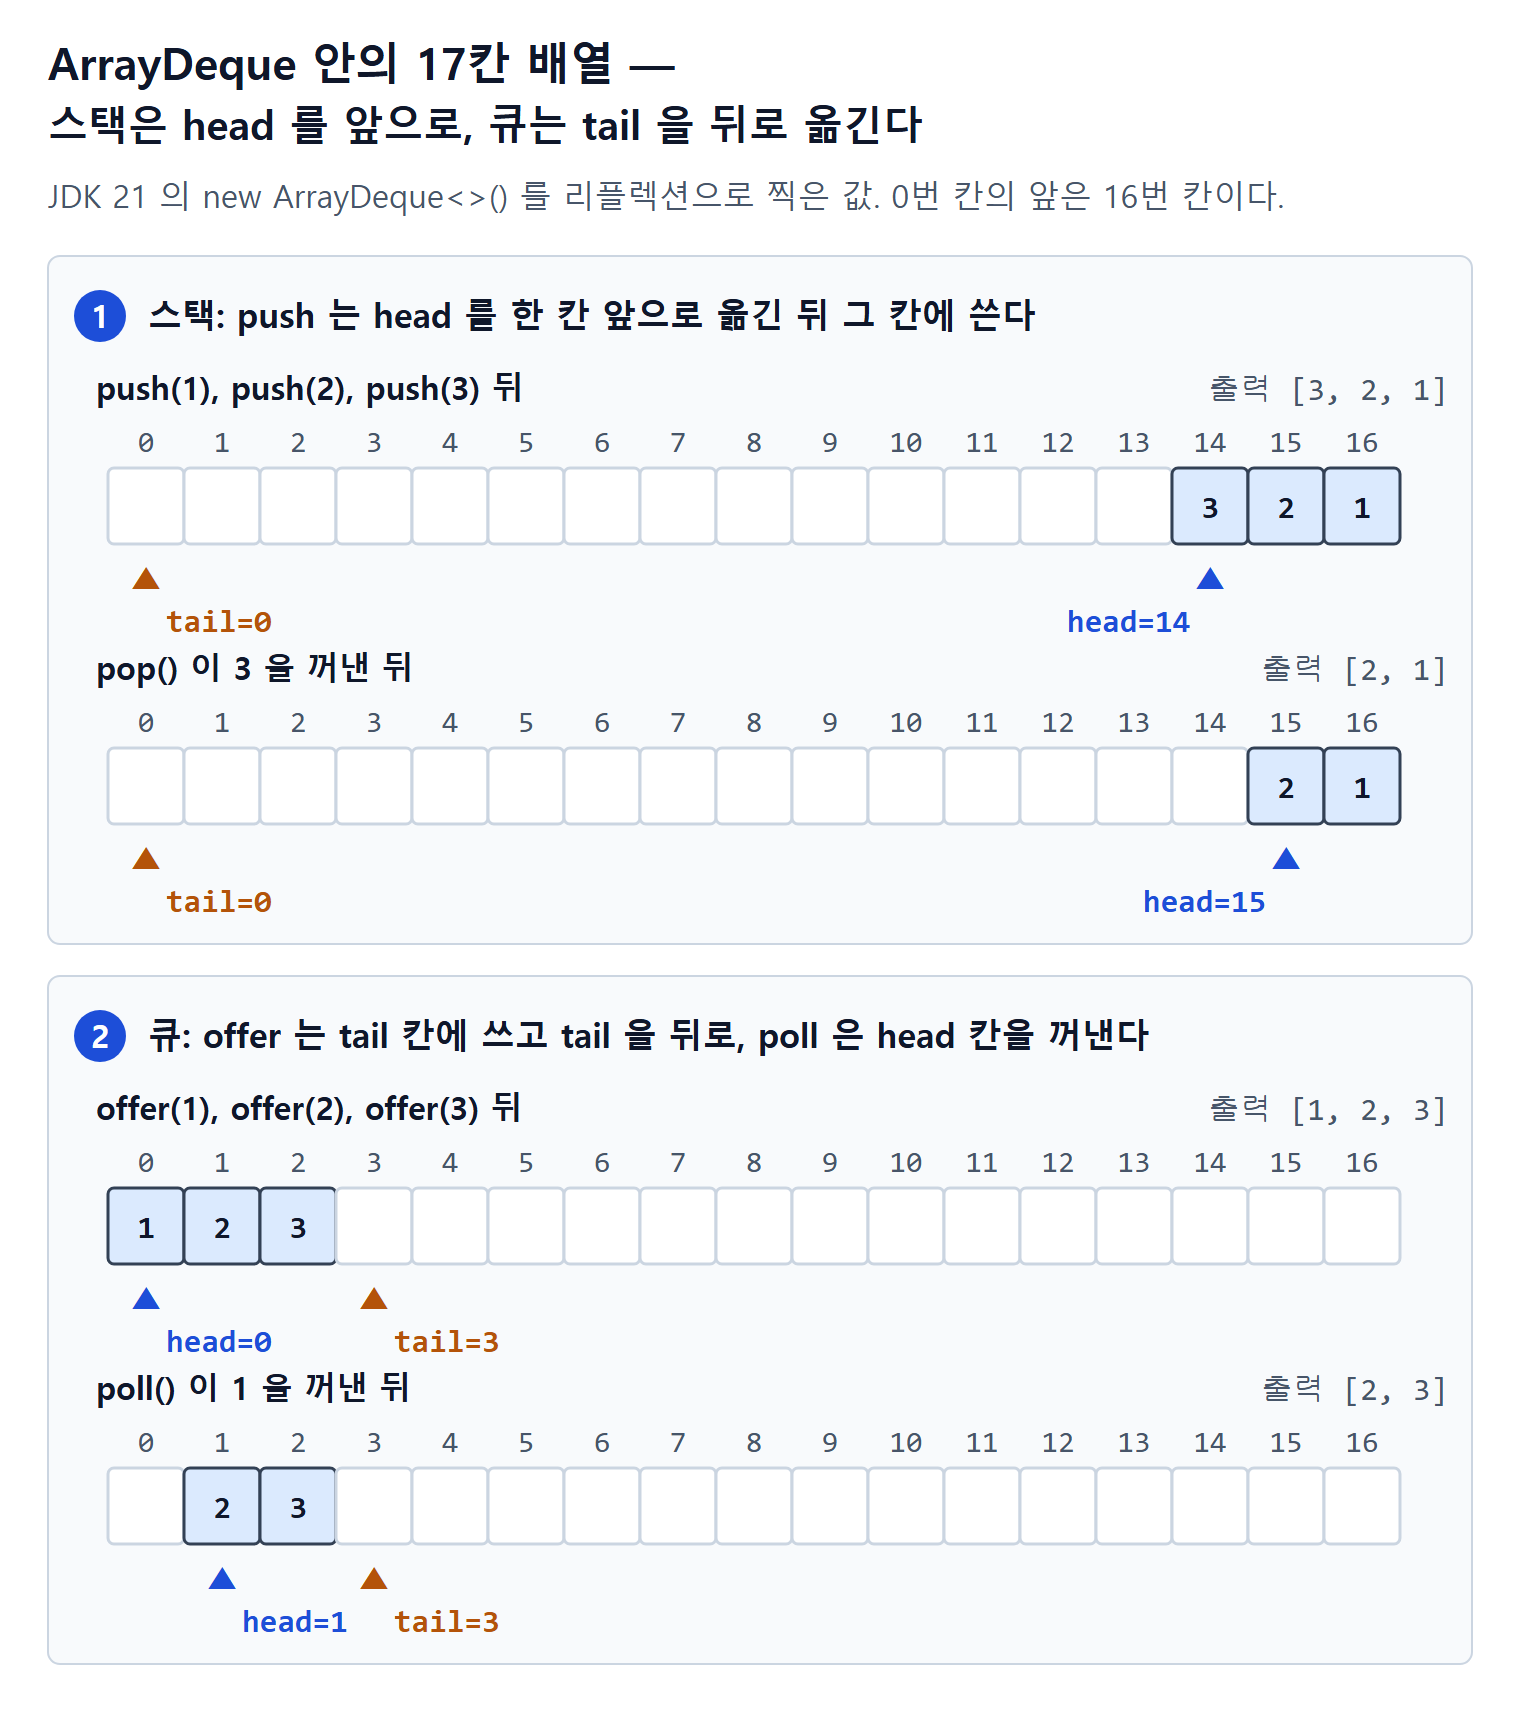 ArrayDeque 안의 17칸 배열 —
스택은 head 를 앞으로, 큐는 tail 을 뒤로 옮긴다
JDK 21 의 new ArrayDeque<>() 를 리플렉션으로 찍은 값. 0번 칸의 앞은 16번 칸이다.
1 스택: push 는 head 를 한 칸 앞으로 옮긴 뒤 그 칸에 쓴다
push(1), push(2), push(3) 뒤 출력 [3, 2, 1]
0 1 2 3 4 5 6 7 8 9 10 11 12 13 14 15 16
3 2 1
tail=0 head=14
pop() 이 3 을 꺼낸 뒤 출력 [2, 1]
0 1 2 3 4 5 6 7 8 9 10 11 12 13 14 15 16
2 1
tail=0 head=15
2 큐: offer 는 tail 칸에 쓰고 tail 을 뒤로, poll 은 head 칸을 꺼낸다
offer(1), offer(2), offer(3) 뒤 출력 [1, 2, 3]
0 1 2 3 4 5 6 7 8 9 10 11 12 13 14 15 16
1 2 3
head=0 tail=3
poll() 이 1 을 꺼낸 뒤 출력 [2, 3]
0 1 2 3 4 5 6 7 8 9 10 11 12 13 14 15 16
2 3
head=1 tail=3